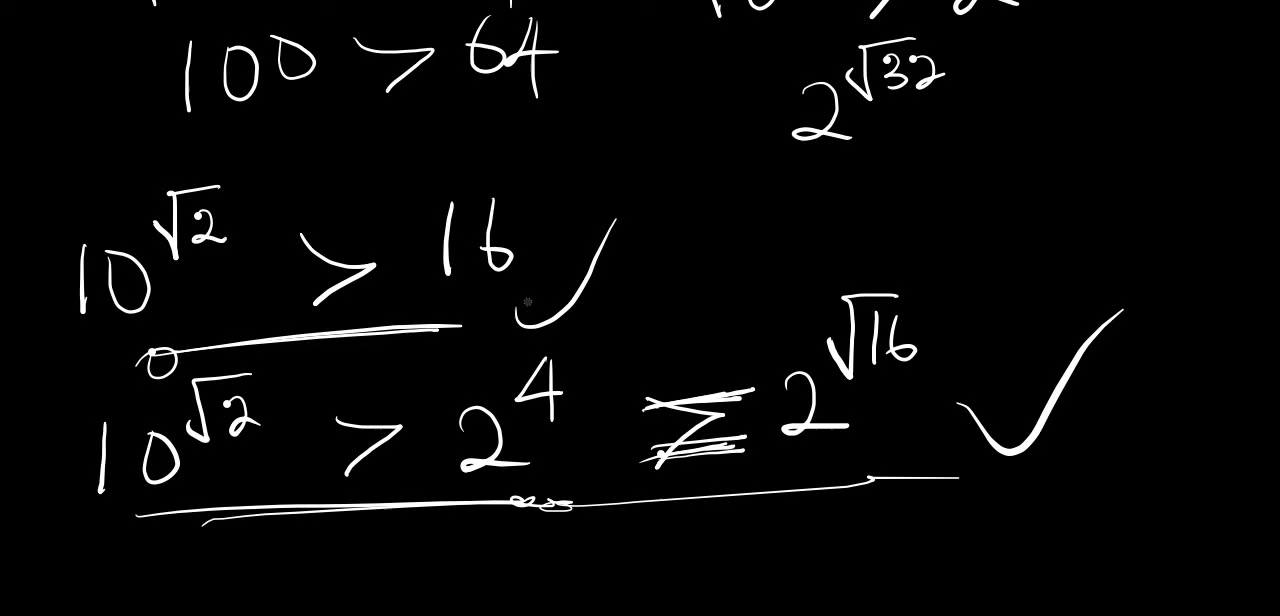 100 > 64
2^√32
10^√2 > 16 ✓
10^√2 > 2^4 = 2^√16 ✓